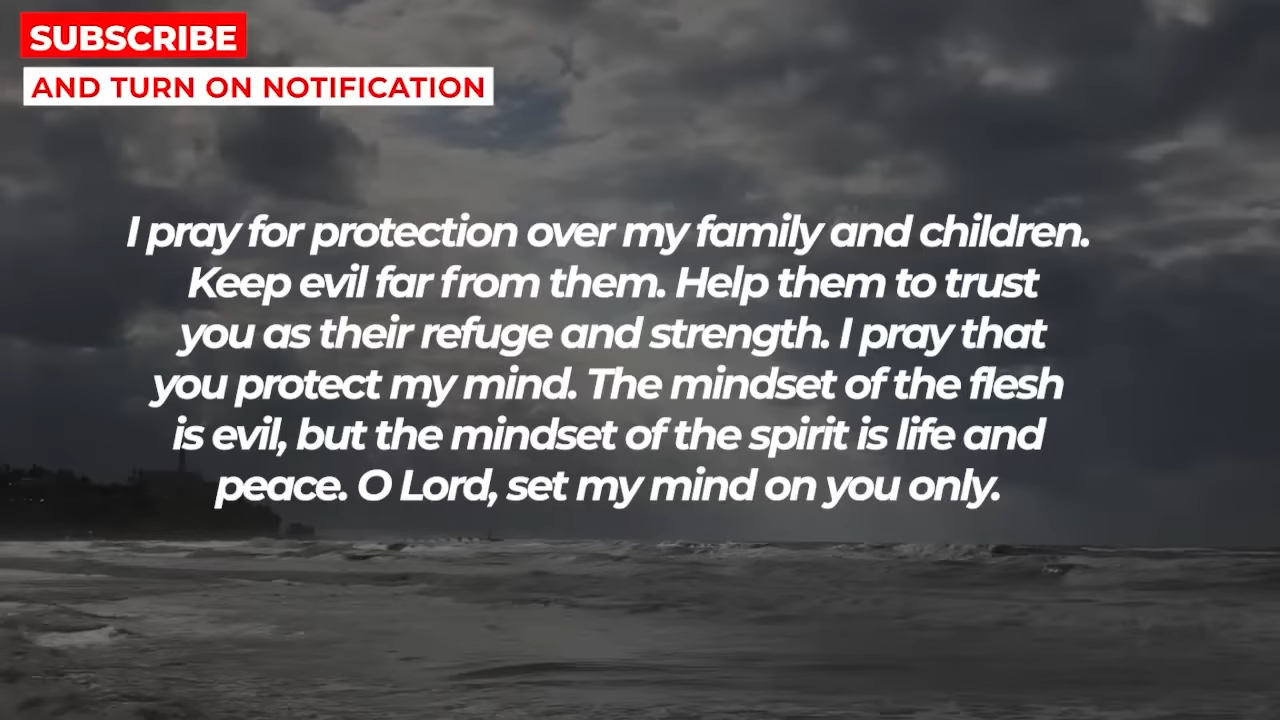 SUBSCRIBE
AND TURN ON NOTIFICATION
I pray for protection over my family and children.
Keep evil far from them. Help them to trust
you as their refuge and strength. I pray that
you protect my mind. The mindset of the flesh
is evil, but the mindset of the spirit is life and
peace. O Lord, set my mind on you only.